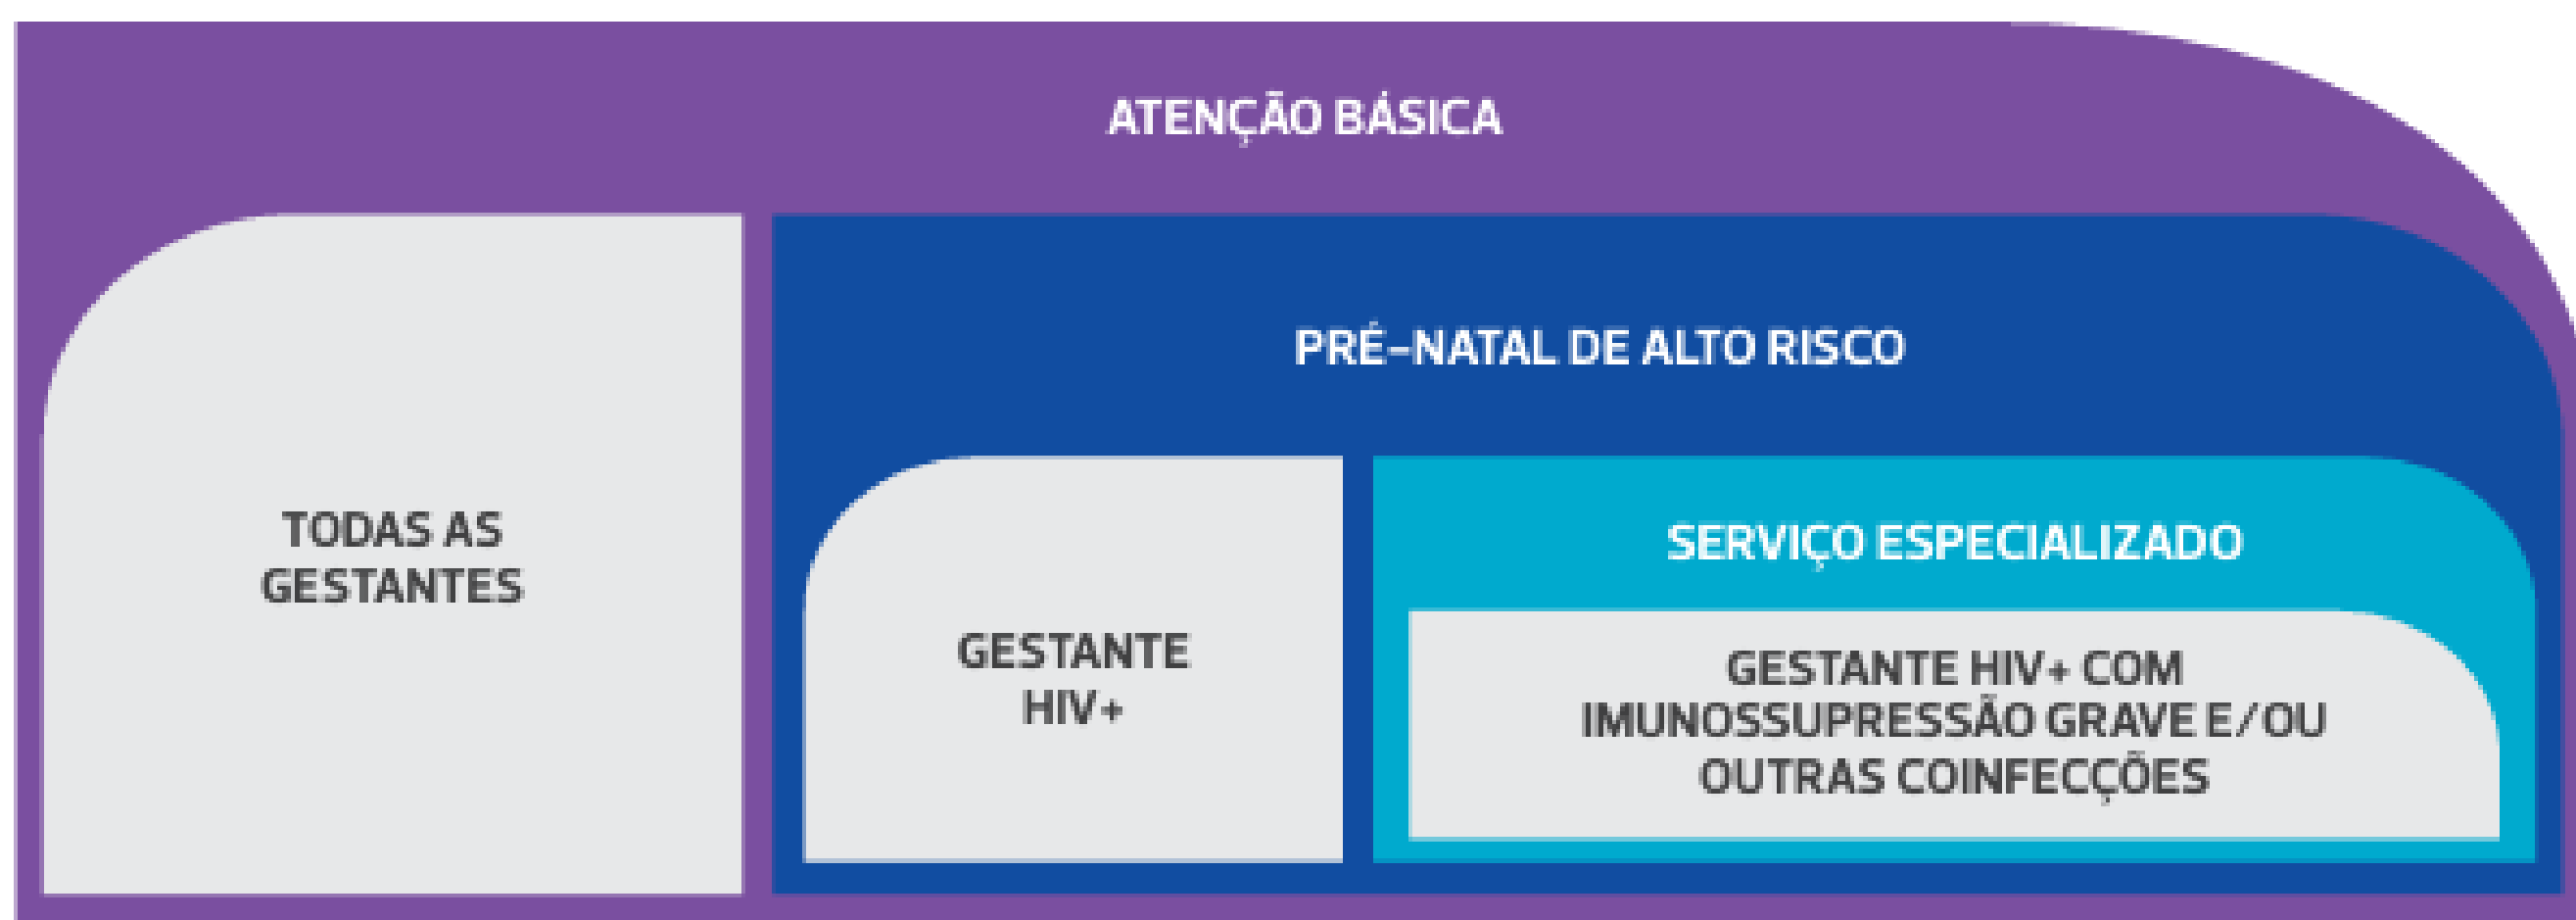 ATENÇÃO BÁSICA
PRÉ-NATAL DE ALTO RISCO
TODAS AS
GESTANTES
GESTANTE
HIV+
SERVIÇO ESPECIALIZADO
GESTANTE HIV+ COM
IMUNOSSUPRESSÃO GRAVE E/OU
OUTRAS COINFECÇÕES